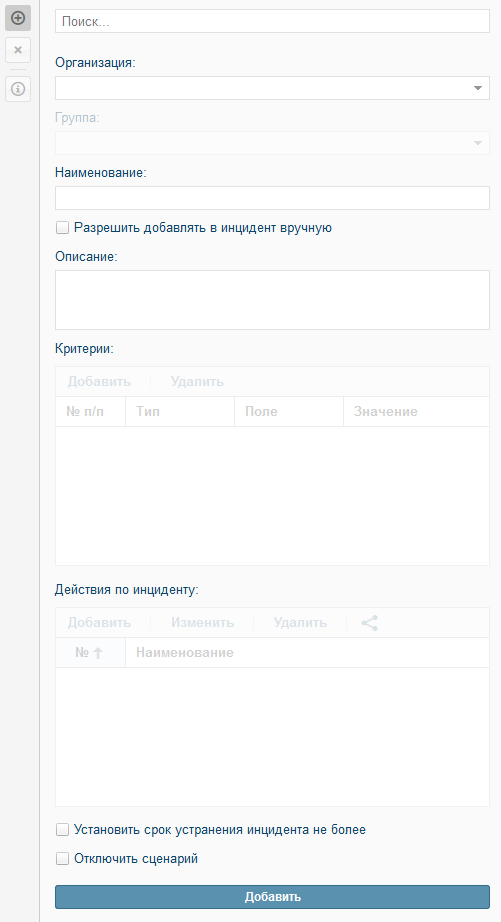 Поиск...
Организация:
Группа:
Наименование:
Разрешить добавлять в инцидент вручную
Описание:
Критерии:
Добавить Удалить
№ п/п Тип Поле Значение
Действия по инциденту:
Добавить Изменить Удалить
№ Наименование
Установить срок устранения инцидента не более
Отключить сценарий
Добавить